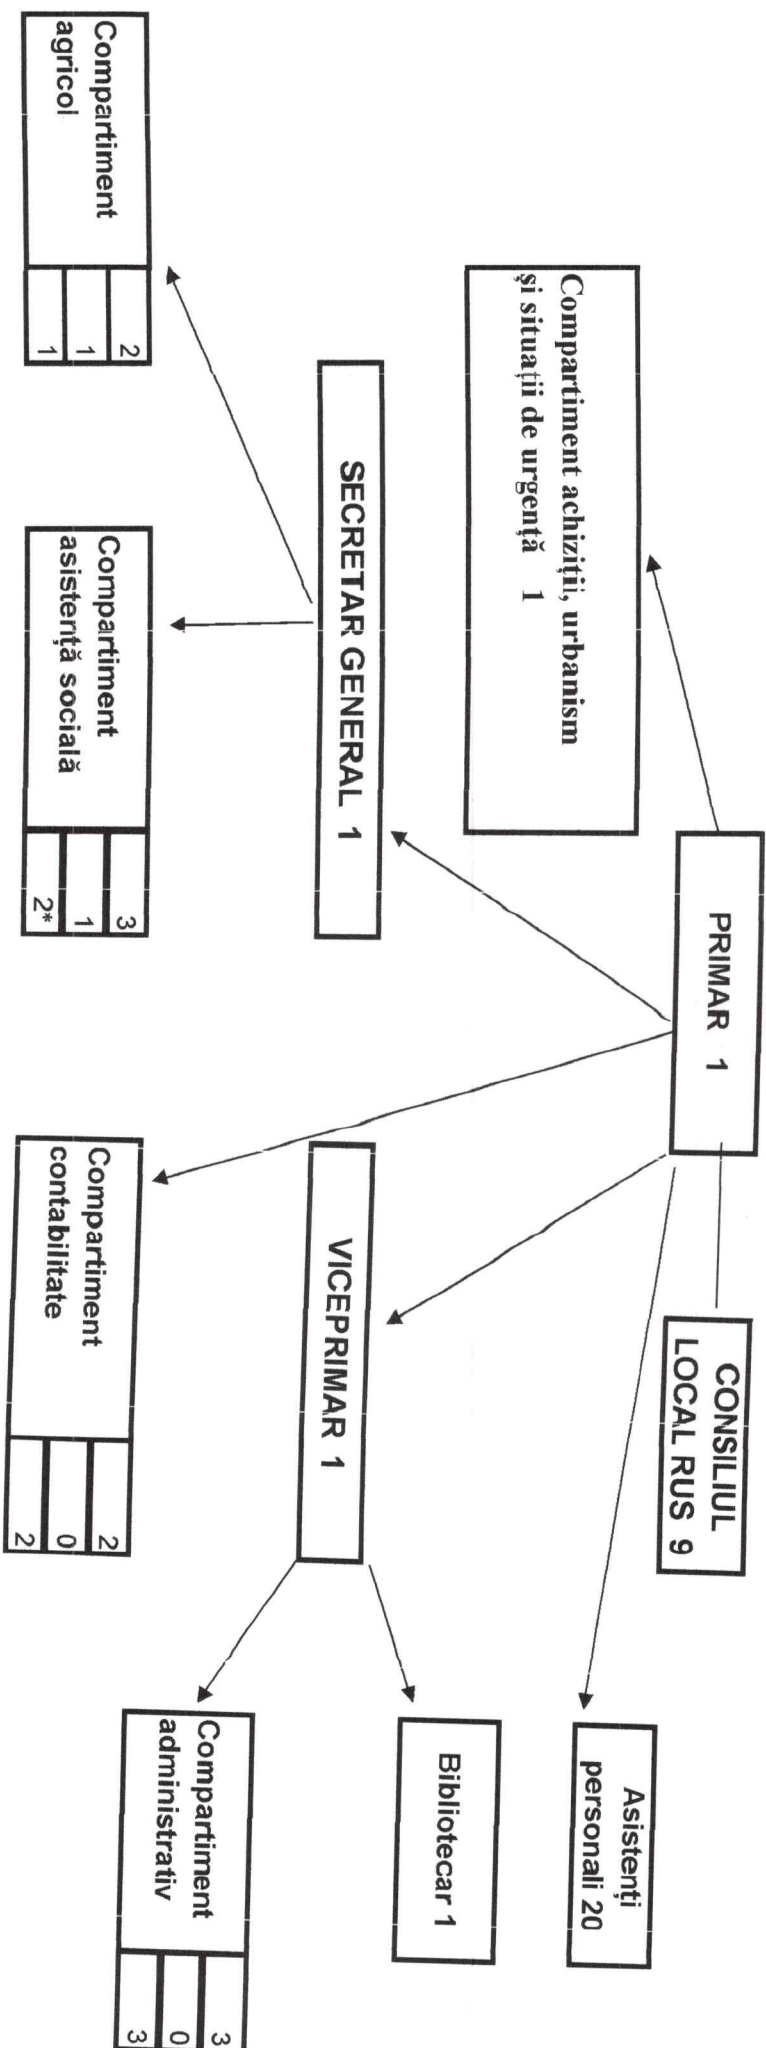 CONSILIUL
LOCAL RUS 9
PRIMAR 1
Asistenți
personali 20
Compartiment achiziții, urbanism
și situații de urgență 1
Bibliotecar 1
SECRETAR GENERAL 1
VICEPRIMAR 1
Compartiment
administrativ
3
0
3
Compartiment
agricol
2
1
1
Compartiment
asistență socială
3
1
2*
Compartiment
contabilitate
2
0
2